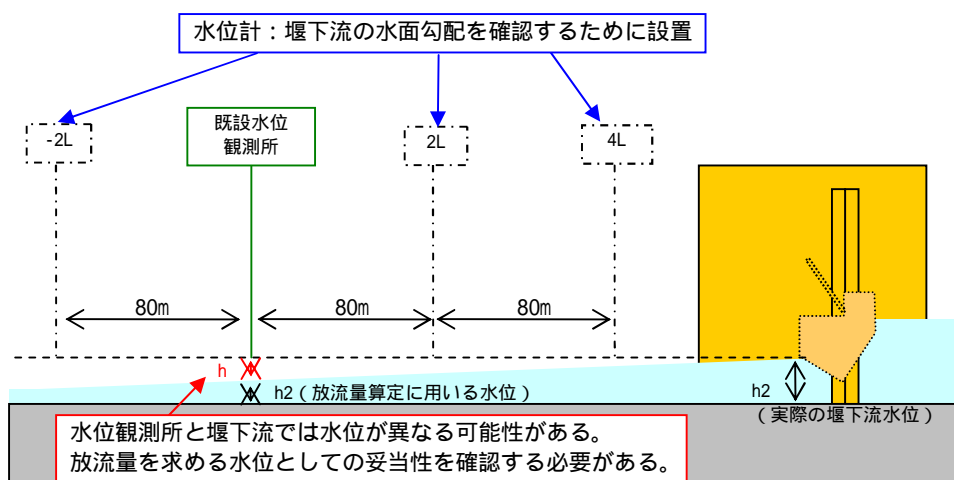 水位計：堰下流の水面勾配を確認するために設置
-2L
既設水位
観測所
2L
4L
80m
80m
80m
h
h2（放流量算定に用いる水位）
h2
（実際の堰下流水位）
水位観測所と堰下流では水位が異なる可能性がある。
放流量を求める水位としての妥当性を確認する必要がある。